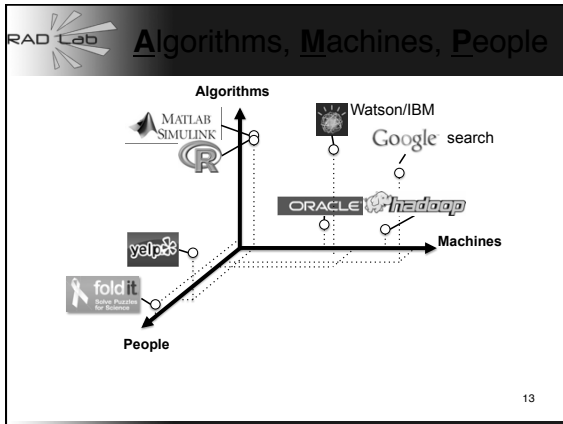 RAD Lab
Algorithms, Machines, People
Algorithms
MATLAB
SIMULINK
R
Watson/IBM
Google search
ORACLE
hadoop
Machines
yelp
foldit
Solve Puzzles
for Science
People
13